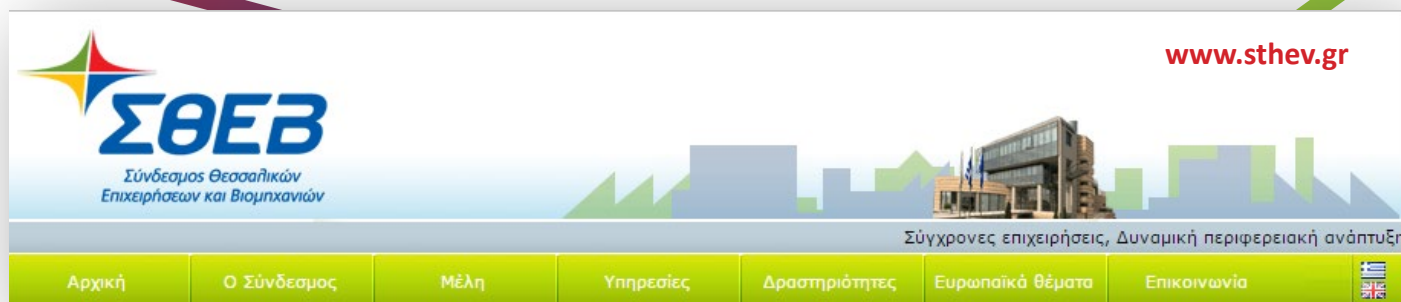 www.sthev.gr
ΣΘΕΒ
Σύνδεσμος Θεσσαλικών
Επιχειρήσεων και Βιομηχανιών
Σύγχρονες επιχειρήσεις, Δυναμική περιφερειακή ανάπτυξη
Αρχική Ο Σύνδεσμος Μέλη Υπηρεσίες Δραστηριότητες Ευρωπαϊκά θέματα Επικοινωνία